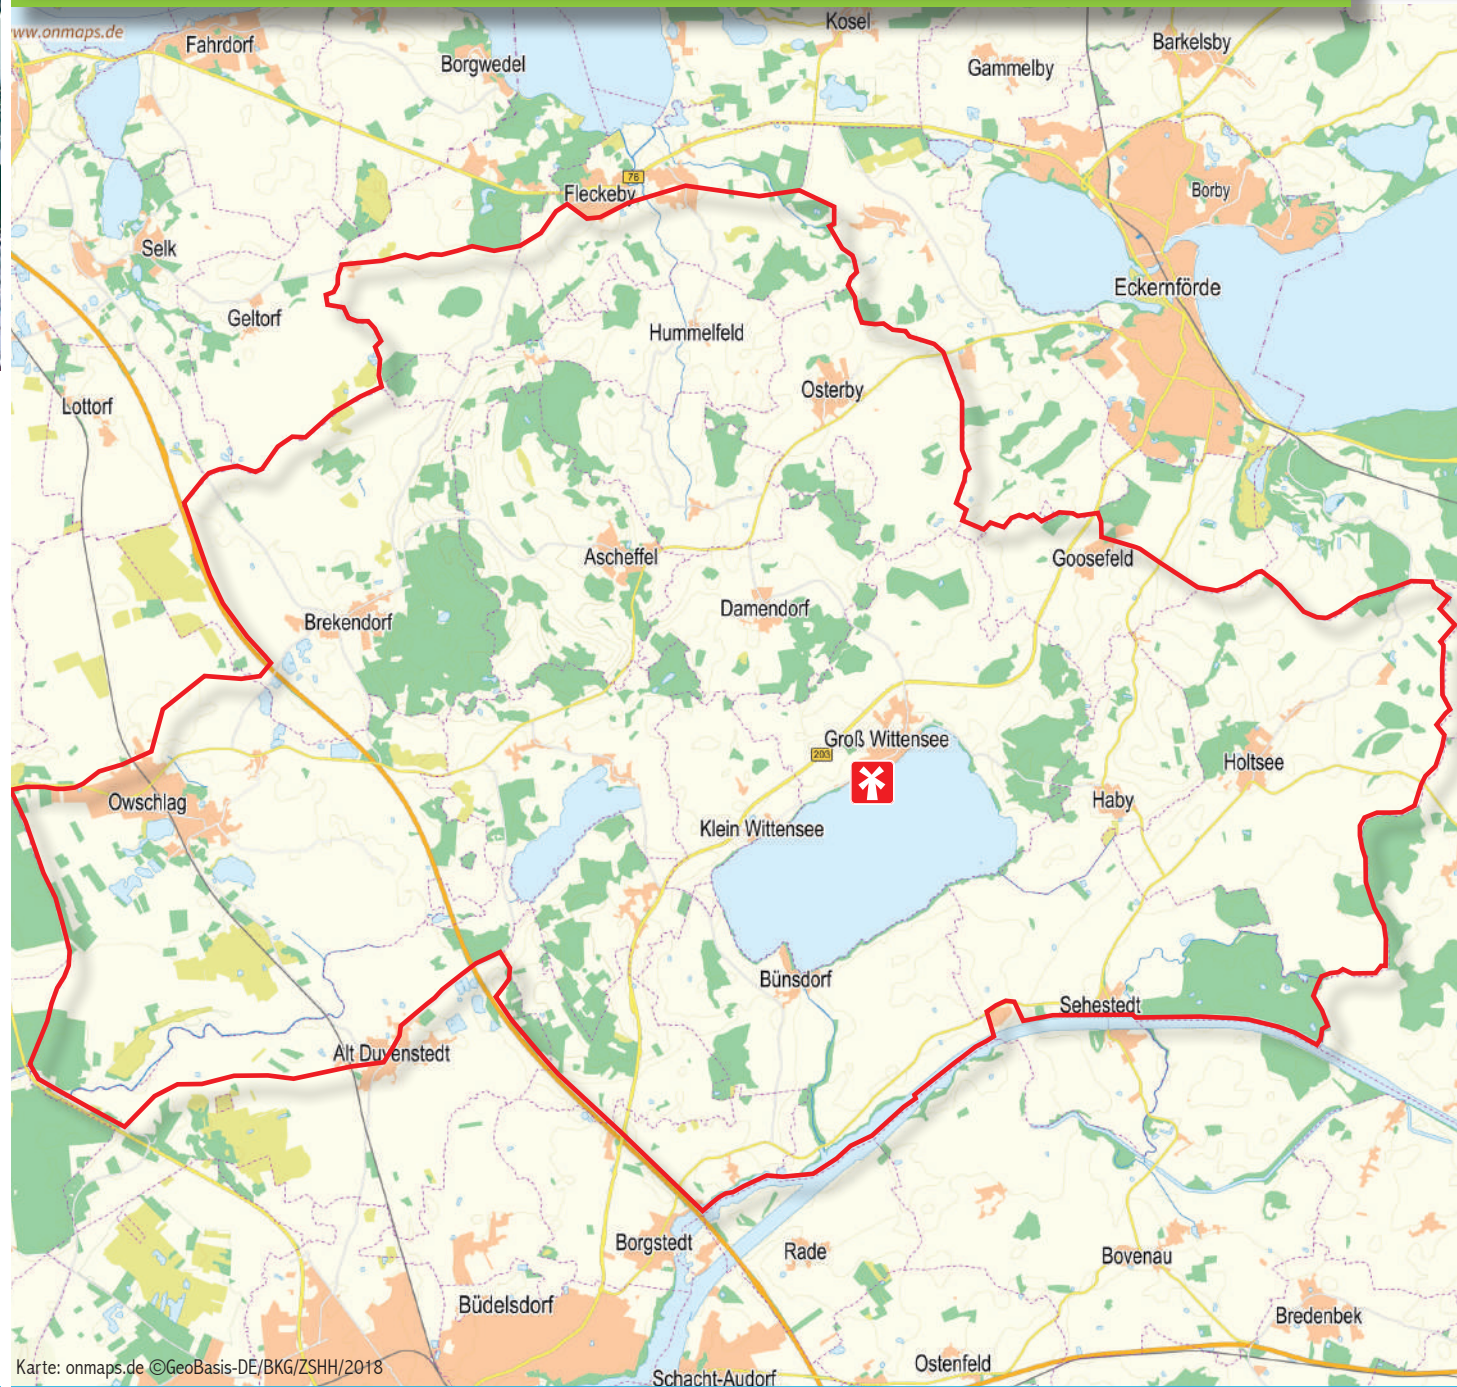 www.onmaps.de
Fahrdorf
Borgwedel
Kosel
Gammelby
Barkelsby
76
Fleckeby
Borby
Selk
Geltorf
Hummelfeld
Eckernförde
Lottorf
Osterby
Ascheffel
Goosefeld
Brekendorf
Damendorf
Groß Wittensee
203
Holtsee
Owschlag
Haby
Klein Wittensee
Bünsdorf
Sehestedt
Alt Duvenstedt
Borgstedt
Rade
Bovenau
Büdelsdorf
Bredenbek
Ostenfeld
Karte: onmaps.de ©GeoBasis-DE/BKG/ZSHH/2018
Schacht-Audorf